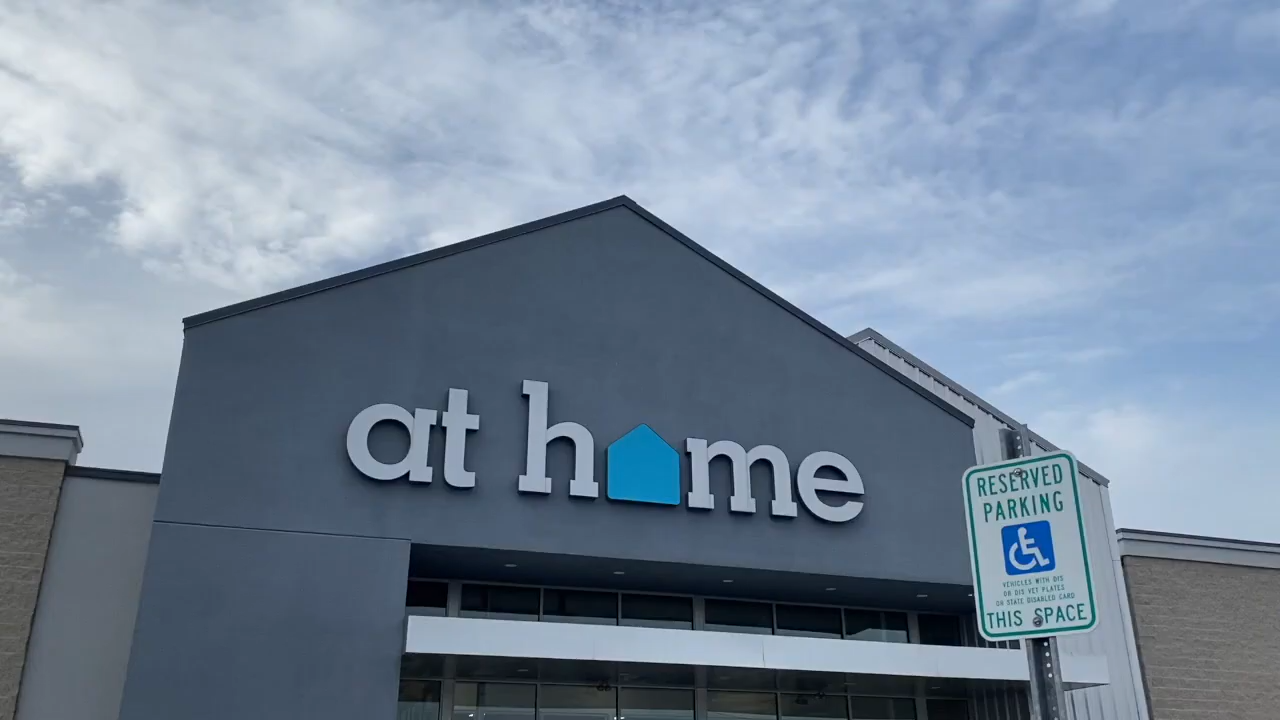 at home
RESERVED
PARKING
VEHICLES WITH DIS
OR DIS VET PLATES
OR STATE DISABLED CARD
THIS SPACE